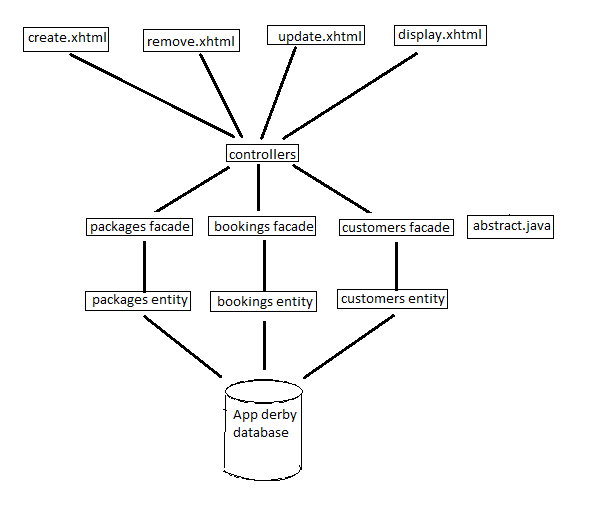 create.xhtml
remove.xhtml
update.xhtml
display.xhtml
controllers
packages facade
bookings facade
customers facade
abstract.java
packages entity
bookings entity
customers entity
App derby
database